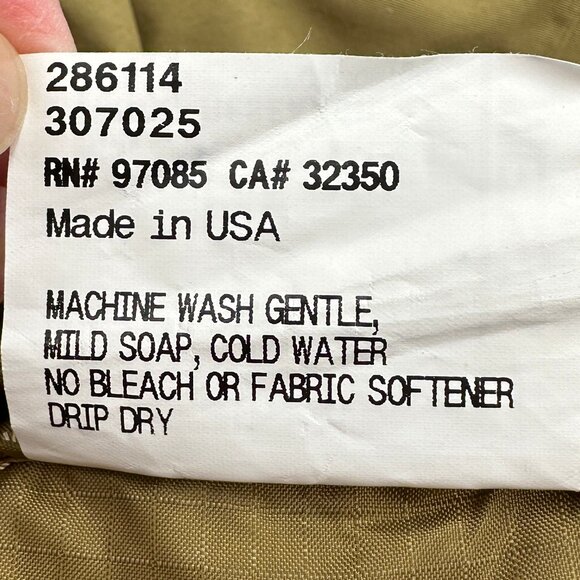 286114
307025
RN# 97085 CA# 32350
Made in USA
MACHINE WASH GENTLE,
MILD SOAP, COLD WATER
NO BLEACH OR FABRIC SOFTENER
DRIP DRY